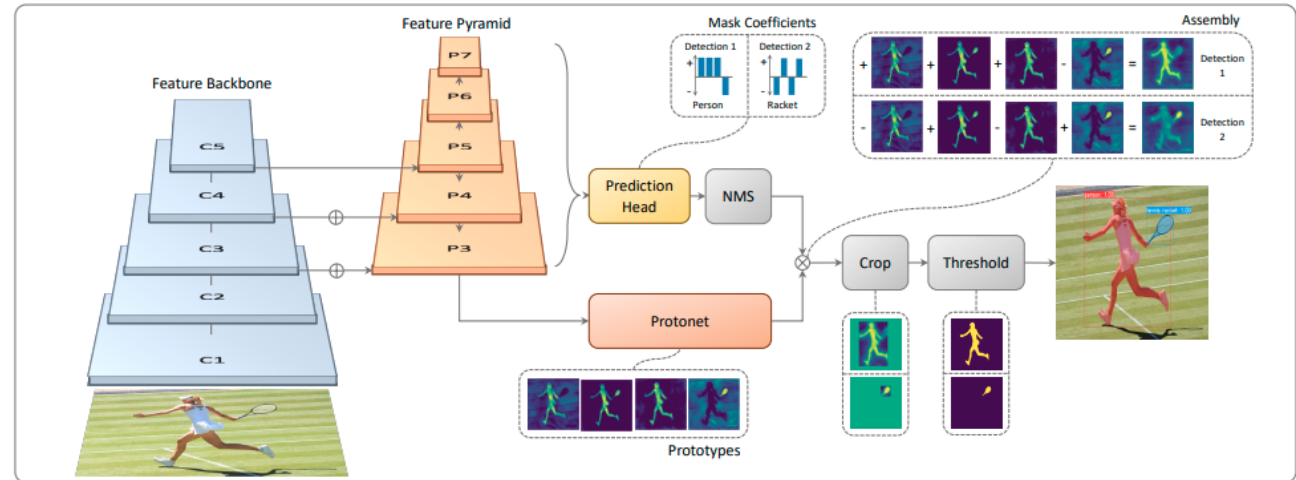 Feature Backbone
C5
C4
C3
C2
C1
Feature Pyramid
P7
P6
P5
P4
P3
Mask Coefficients
Detection 1
+
-
Person
Detection 2
+
-
Racket
Prediction
Head
NMS
Protonet
Prototypes
Assembly
+ + + - = Detection
1
- + - + = Detection
2
Crop
Threshold